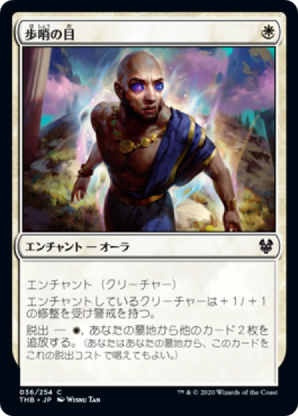 ほしょう め
歩哨の目
エンチャント — オーラ
エンチャント（クリーチャー）
エンチャントしているクリーチャーは＋１/＋１
の修整を受け警戒を持つ。
脱出 — , あなたの墓地から他のカード２枚を
追放する。（あなたはあなたの墓地から、このカードを
これの脱出コストで唱えてもよい。）
036/254 C
THB • JP Wisnu Tan
™ & © 2020 Wizards of the Coast